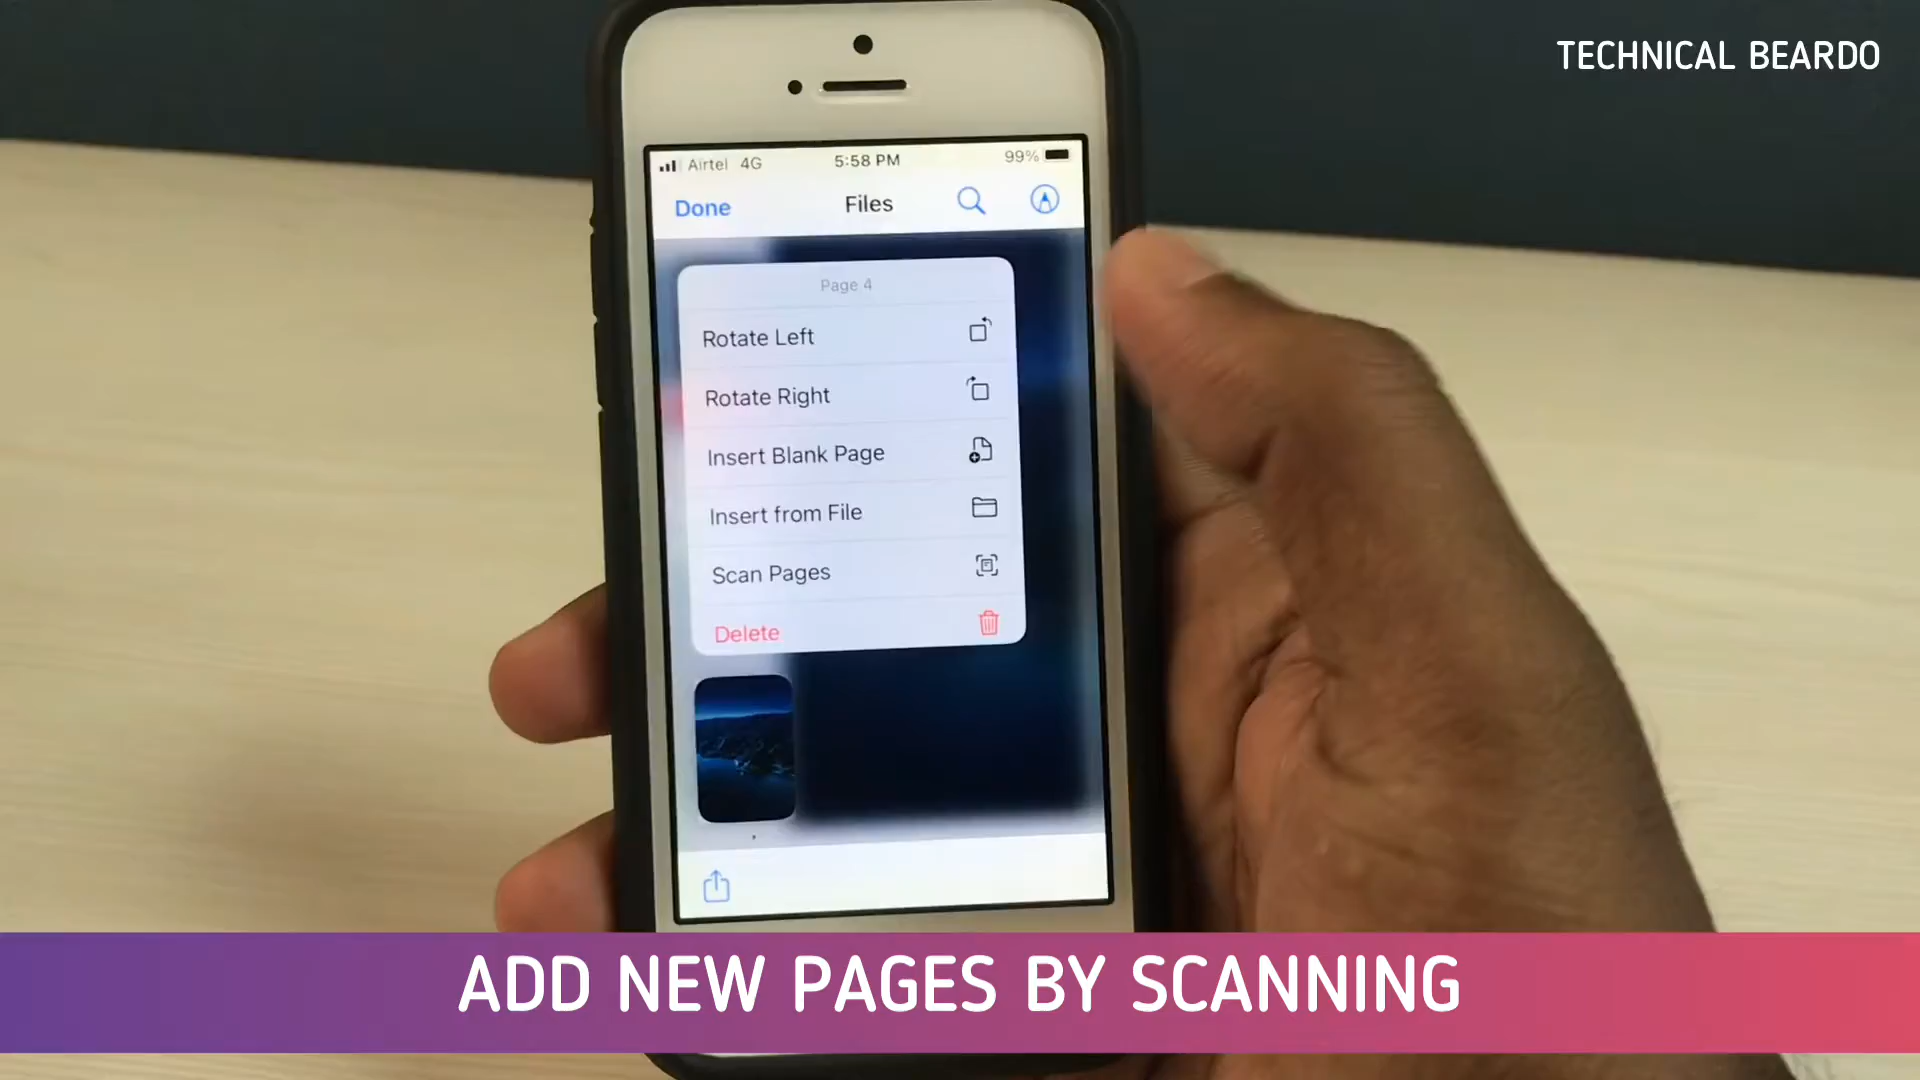 TECHNICAL BEARDO
Airtel 4G 5:58 PM 99%
Done Files
Page 4
Rotate Left
Rotate Right
Insert Blank Page
Insert from File
Scan Pages
Delete
ADD NEW PAGES BY SCANNING